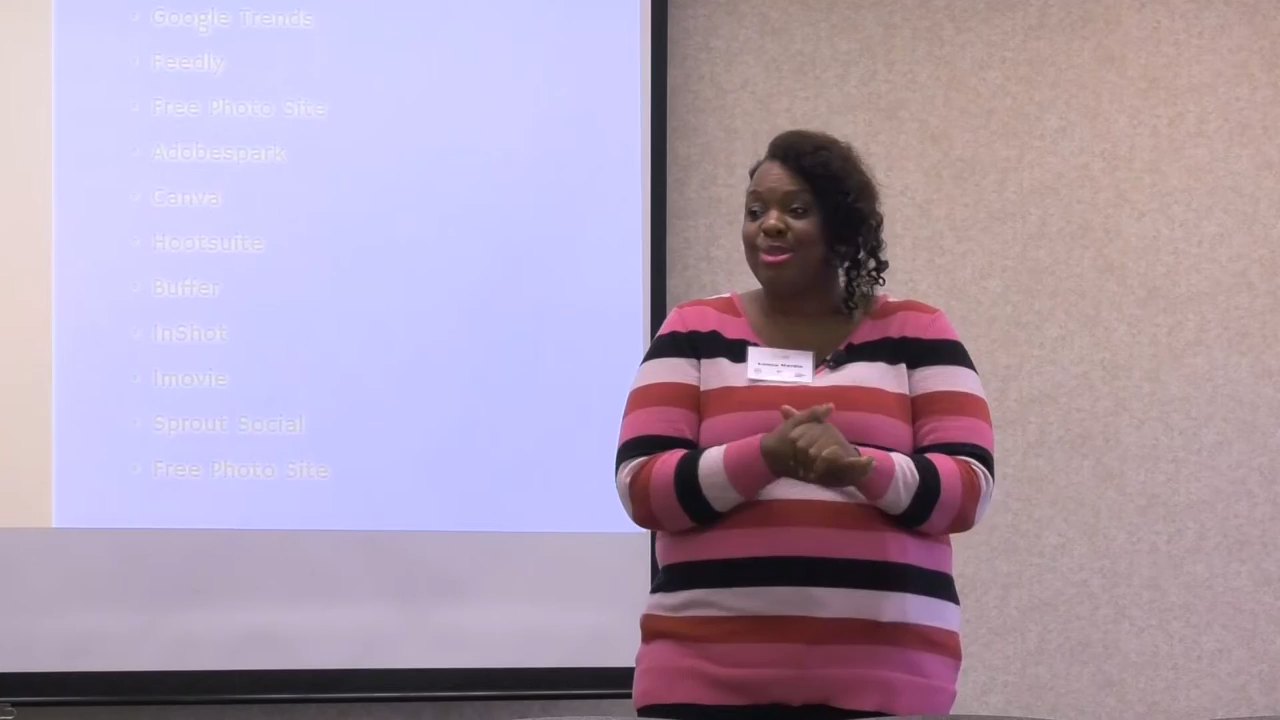 • Google Trends
• Feedly
• Free Photo Site
• Adobespark
• Canva
• Hootsuite
• Buffer
• InShot
• Imovie
• Sprout Social
• Free Photo Site